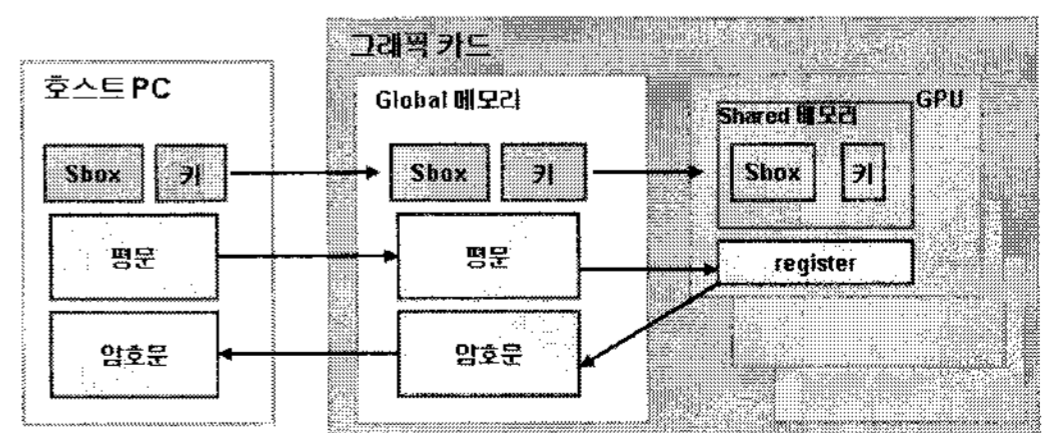 그래픽 카드
호스트 PC
Global 메모리
GPU
Shared 메모리
Sbox 키
Sbox 키
Sbox 키
평문
평문
register
암호문
암호문